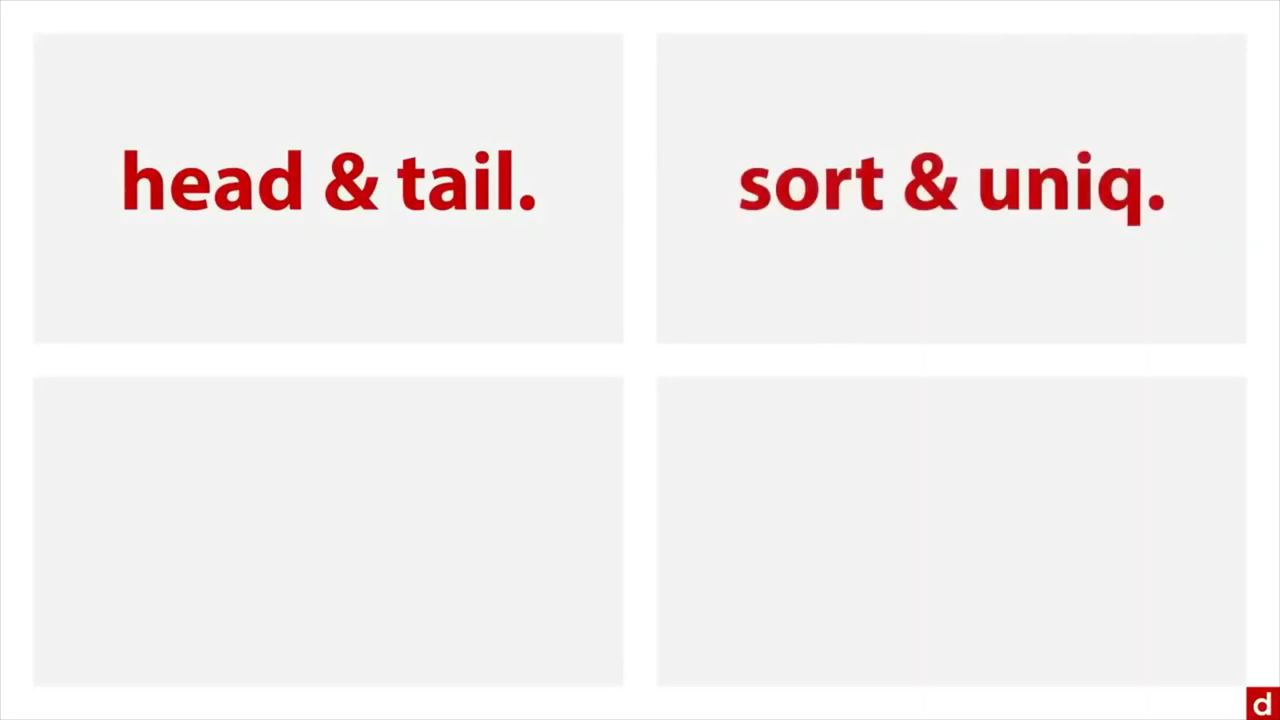 head & tail.
sort & uniq.
d